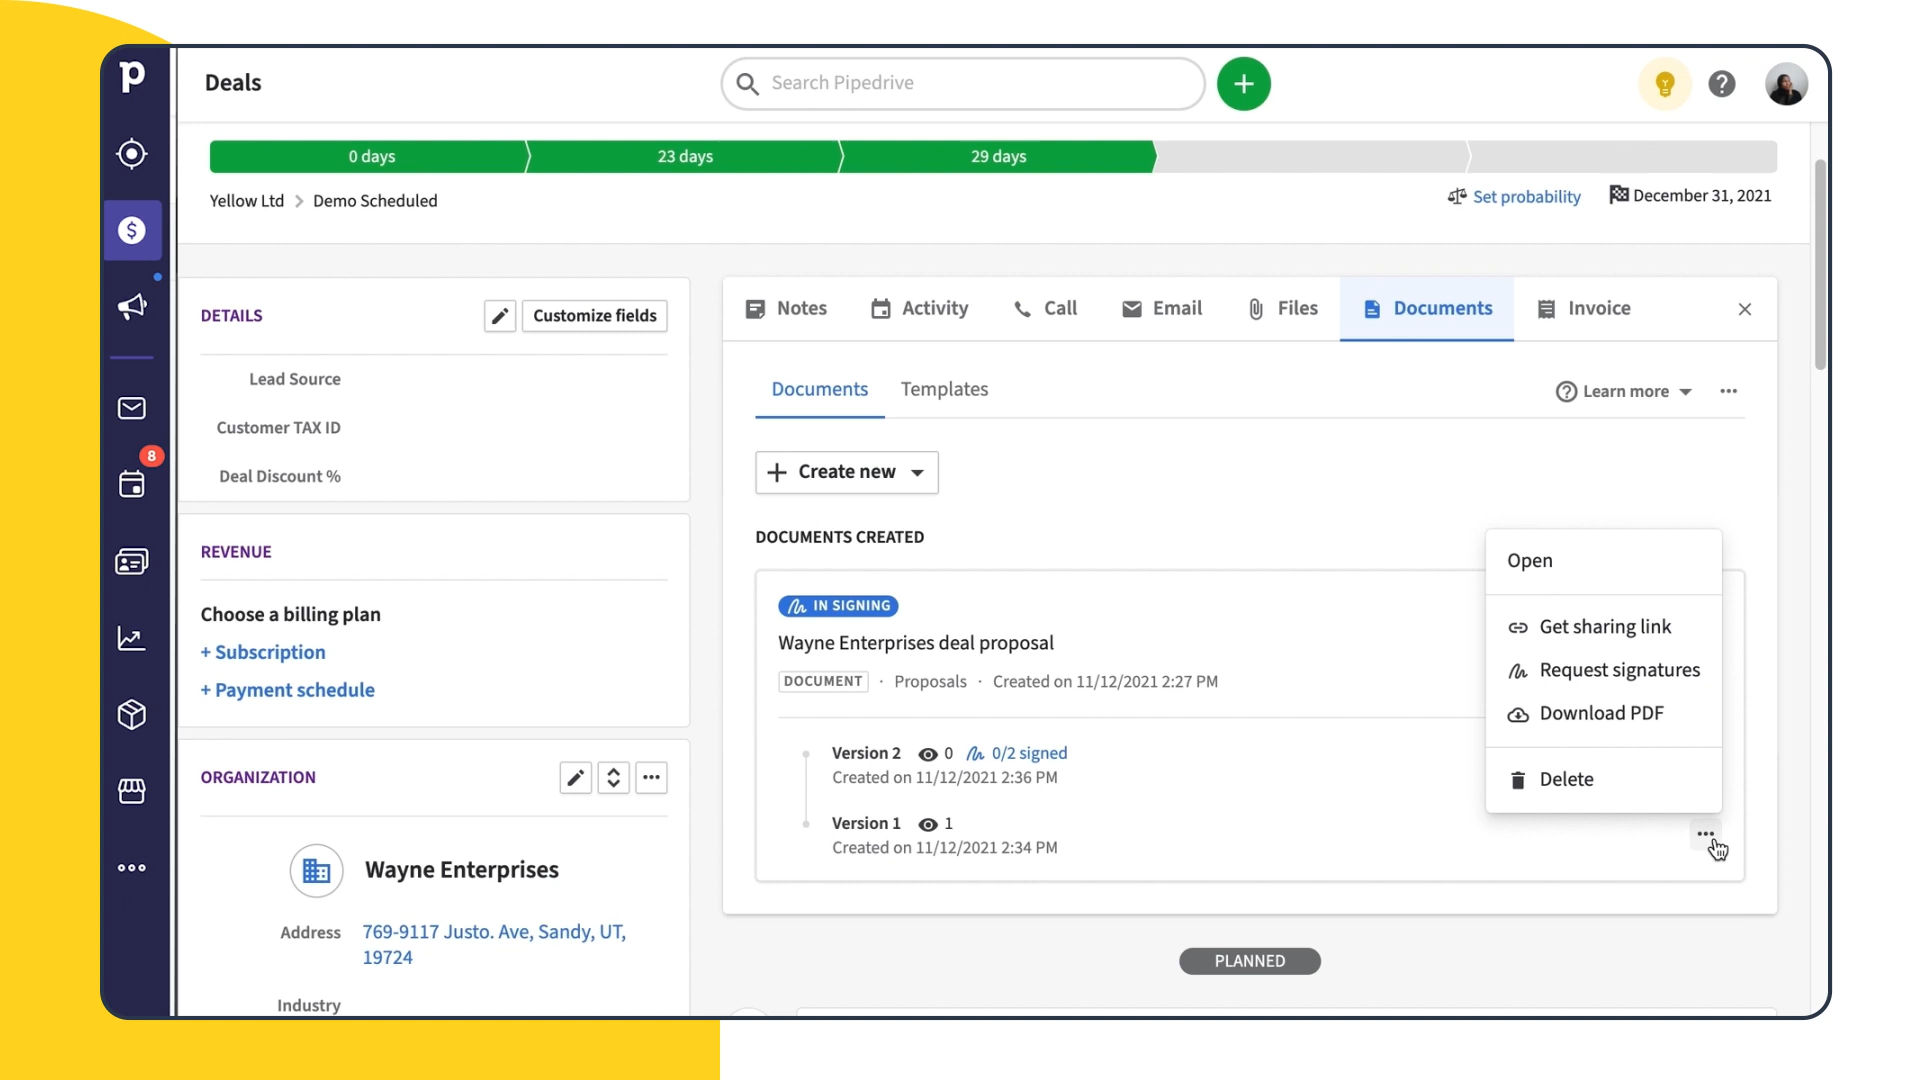 p
Deals
Search Pipedrive
0 days
23 days
29 days
Yellow Ltd
Demo Scheduled
Set probability
December 31, 2021
8
DETAILS
Customize fields
Lead Source
Customer TAX ID
Deal Discount %
REVENUE
Choose a billing plan
+ Subscription
+ Payment schedule
ORGANIZATION
Wayne Enterprises
Address
769-9117 Justo. Ave, Sandy, UT,
19724
Industry
Notes
Activity
Call
Email
Files
Documents
Invoice
Documents
Templates
Learn more
Create new
DOCUMENTS CREATED
IN SIGNING
Wayne Enterprises deal proposal
DOCUMENT · Proposals · Created on 11/12/2021 2:27 PM
Version 2 0 0/2 signed
Created on 11/12/2021 2:36 PM
Version 1 1
Created on 11/12/2021 2:34 PM
Open
Get sharing link
Request signatures
Download PDF
Delete
PLANNED